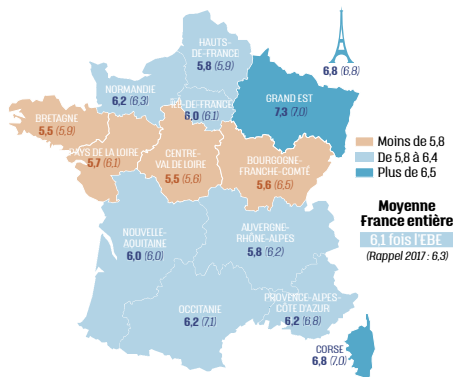 HAUTS-
DE-FRANCE
5,8 (5,9)
6,8 (6,8)
NORMANDIE
6,2 (6,3)
ILE-DE-FRANCE
6,0 (6,1)
GRAND EST
7,3 (7,0)
BRETAGNE
5,5 (5,9)
PAYS DE LA LOIRE
5,7 (6,1)
CENTRE-
VAL DE LOIRE
5,5 (5,6)
BOURGOGNE-
FRANCHE-COMTÉ
5,6 (6,5)
Moins de 5,8
De 5,8 à 6,4
Plus de 6,5
Moyenne
France entière
6,1 fois l'EBE
(Rappel 2017 : 6,3)
NOUVELLE-
AQUITAINE
6,0 (6,0)
AUVERGNE-
RHÔNE-ALPES
5,8 (6,2)
OCCITANIE
6,2 (7,1)
PROVENCE-ALPES-
CÔTE D'AZUR
6,2 (6,8)
CORSE
6,8 (7,0)